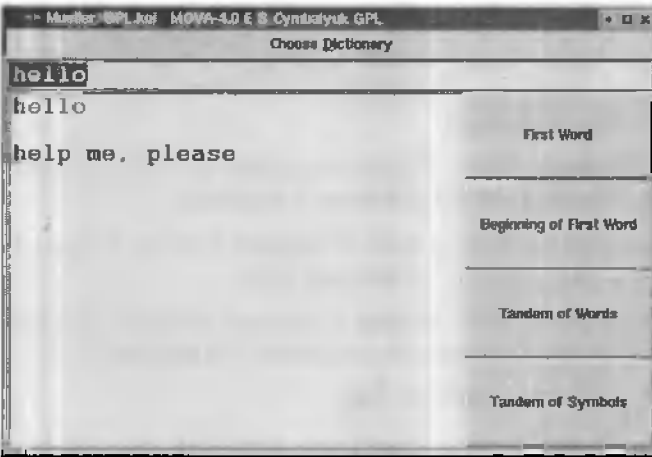 Mueller GPL.koi MOVA-4.0 E S Cymbalyuk GPL
Choose Dictionary
hello
hello
help me, please
First Word
Beginning of First Word
Tandem of Words
Tandem of Symbols